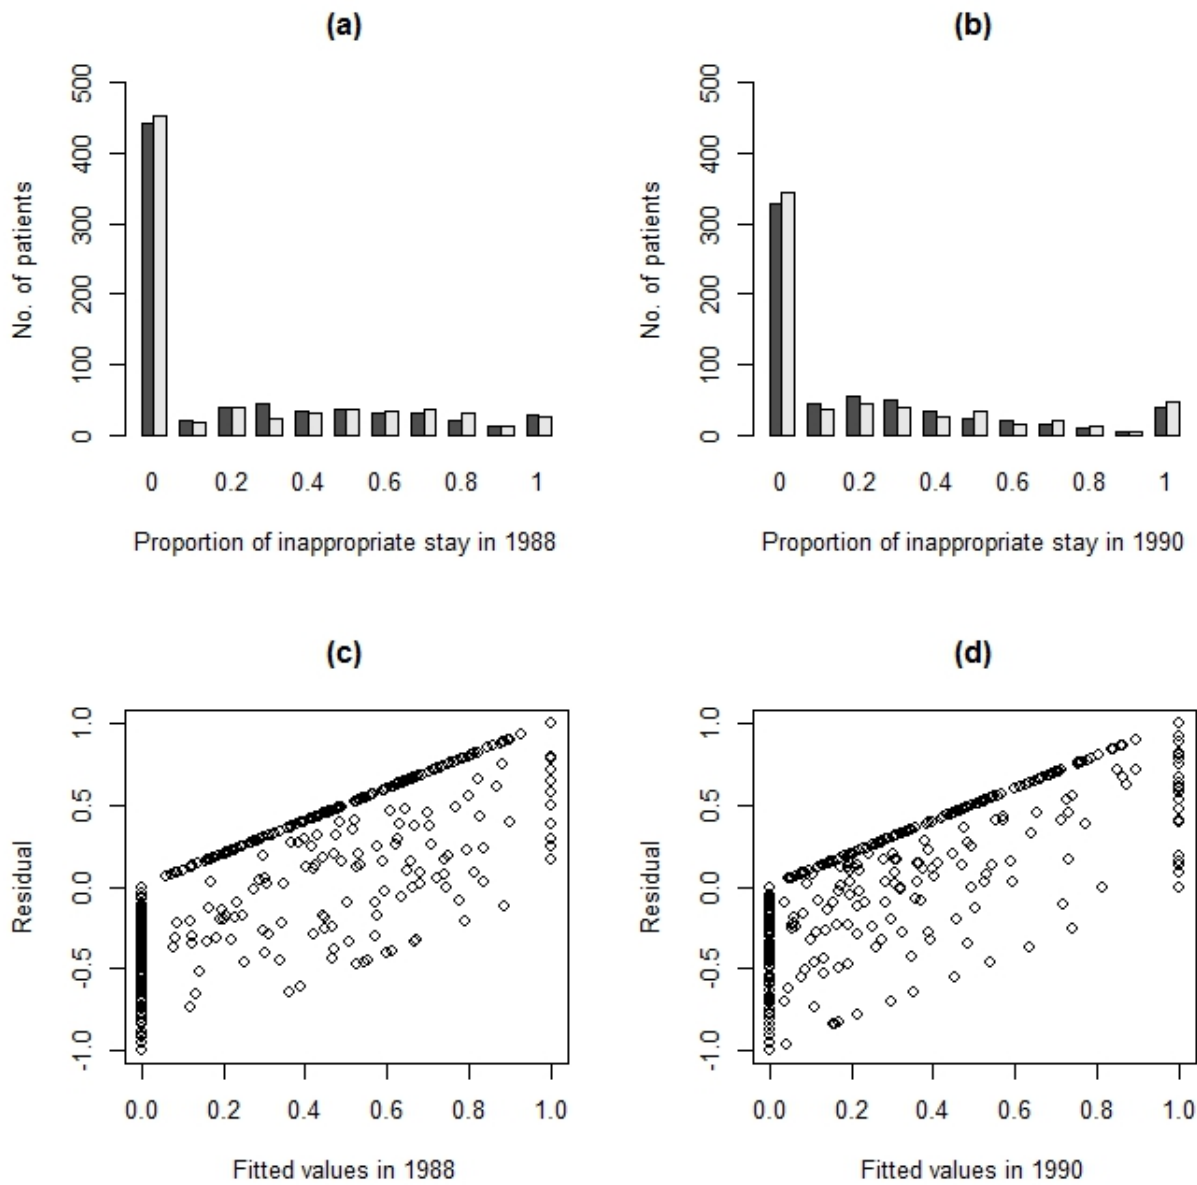 (a)
500
400
300
200
100
0
No. of patients
0 0.2 0.4 0.6 0.8 1
Proportion of inappropriate stay in 1988
(b)
500
400
300
200
100
0
No. of patients
0 0.2 0.4 0.6 0.8 1
Proportion of inappropriate stay in 1990
(c)
1.0
0.5
0.0
-0.5
-1.0
Residual
0.0 0.2 0.4 0.6 0.8 1.0
Fitted values in 1988
(d)
1.0
0.5
0.0
-0.5
-1.0
Residual
0.0 0.2 0.4 0.6 0.8 1.0
Fitted values in 1990